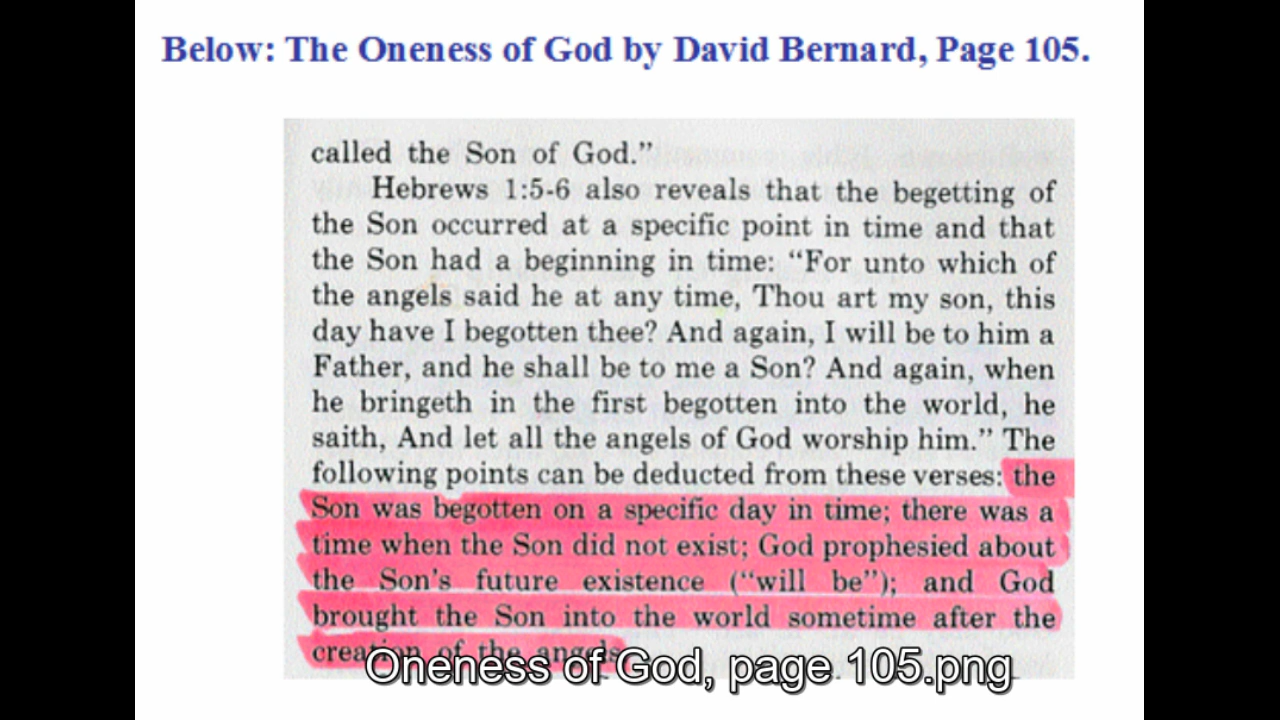 Below: The Oneness of God by David Bernard, Page 105.
called the Son of God.”
Hebrews 1:5-6 also reveals that the begetting of
the Son occurred at a specific point in time and that
the Son had a beginning in time: “For unto which of
the angels said he at any time, Thou art my son, this
day have I begotten thee? And again, I will be to him a
Father, and he shall be to me a Son? And again, when
he bringeth in the first begotten into the world, he
saith, And let all the angels of God worship him.” The
following points can be deducted from these verses: the
Son was begotten on a specific day in time; there was a
time when the Son did not exist; God prophesied about
the Son’s future existence (“will be”); and God
brought the Son into the world sometime after the
creation of the angels
Oneness of God, page 105.png